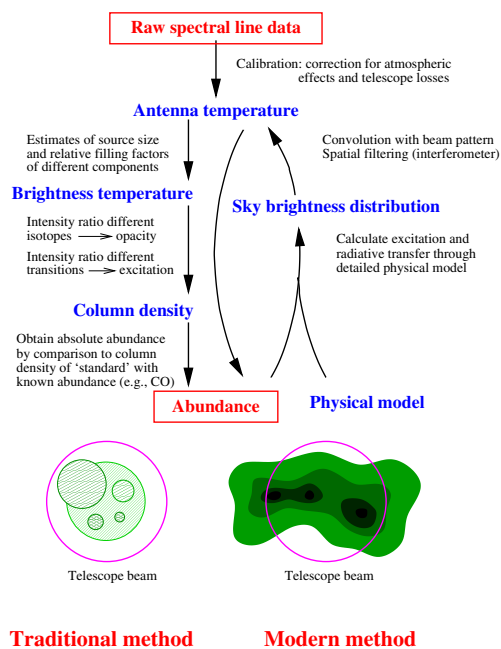 Raw spectral line data
Calibration: correction for atmospheric
effects and telescope losses
Antenna temperature
Estimates of source size
and relative filling factors
of different components
Convolution with beam pattern
Spatial filtering (interferometer)
Brightness temperature
Sky brightness distribution
Intensity ratio different
isotopes → opacity
Intensity ratio different
transitions → excitation
Calculate excitation and
radiative transfer through
detailed physical model
Column density
Obtain absolute abundance
by comparison to column
density of ‘standard’ with
known abundance (e.g., CO)
Abundance
Physical model
Telescope beam
Telescope beam
Traditional method
Modern method